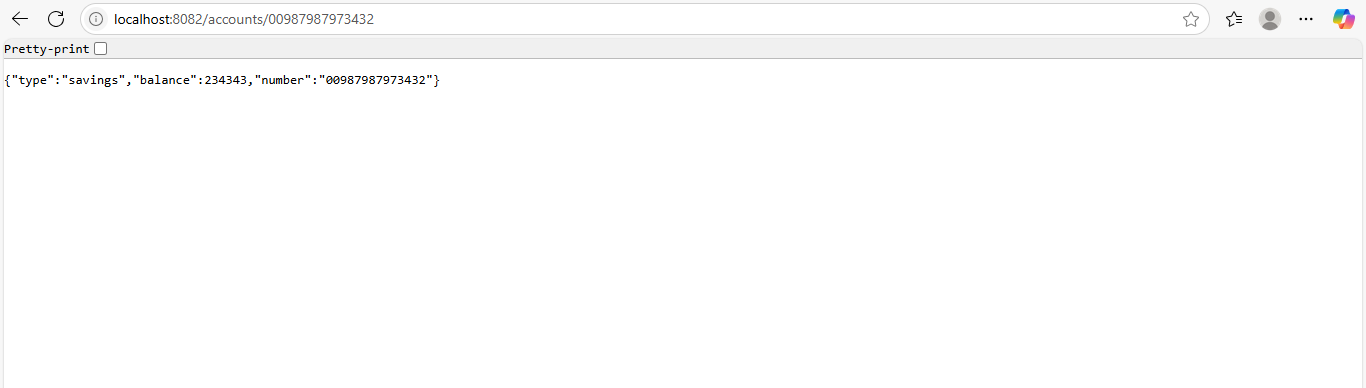 localhost:8082/accounts/00987987973432
Pretty-print
{"type":"savings","balance":234343,"number":"00987987973432"}